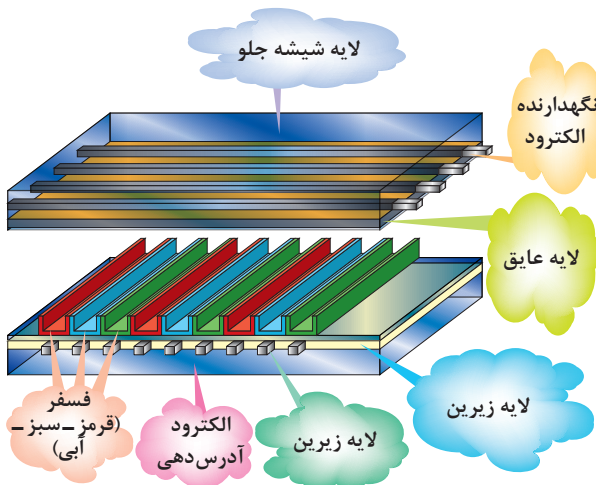 لایه شیشه جلو
نگهدارنده
الکترود
لایه عایق
لایه زیرین
لایه زیرین
الکترود
آدرس‌دهی
فسفر
(قرمز ـ سبز ـ
آبی)